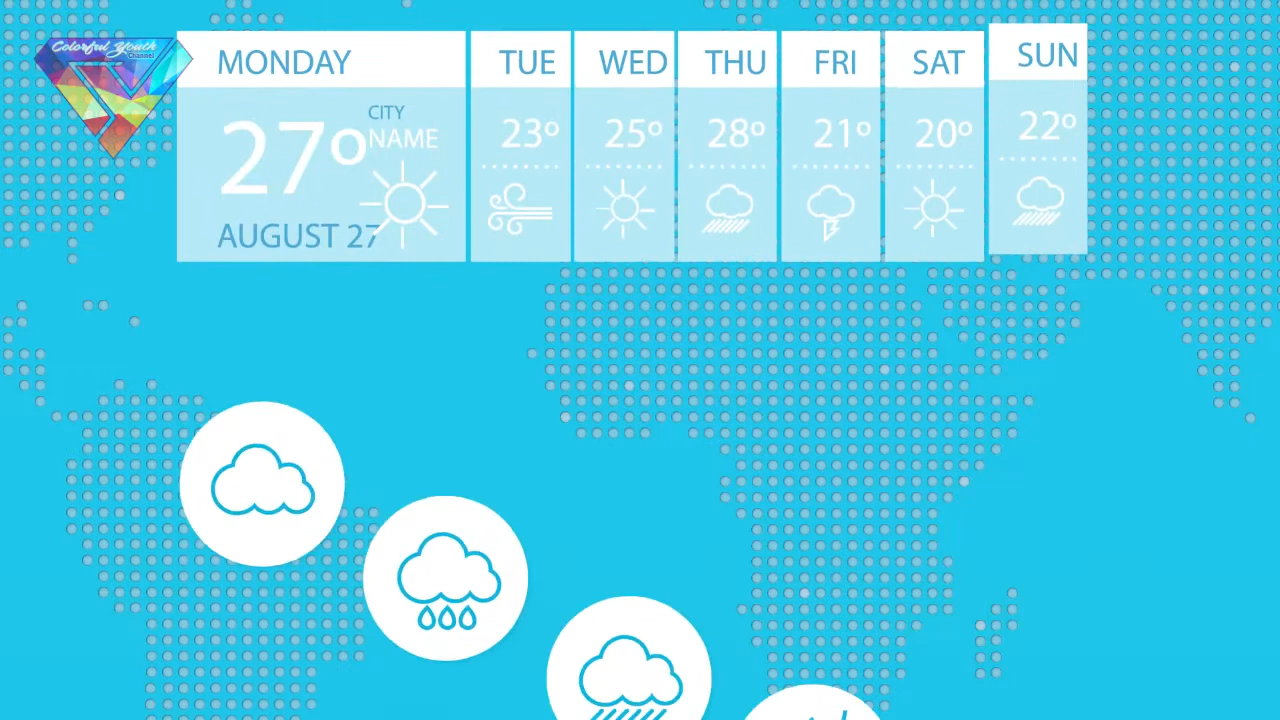 Colorful Youth
Channel
MONDAY
27º
CITY
NAME
AUGUST 27
TUE
23º
WED
25º
THU
28º
FRI
21º
SAT
20º
SUN
22º